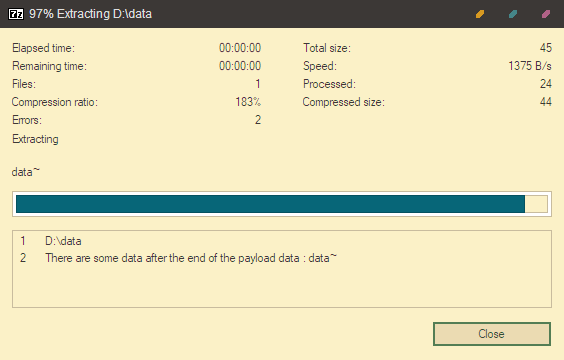 7z 97% Extracting D:\data
Elapsed time: 00:00:00 Total size: 45
Remaining time: 00:00:00 Speed: 1375 B/s
Files: 1 Processed: 24
Compression ratio: 183% Compressed size: 44
Errors: 2
Extracting
data~
1 D:\data
2 There are some data after the end of the payload data : data~
Close